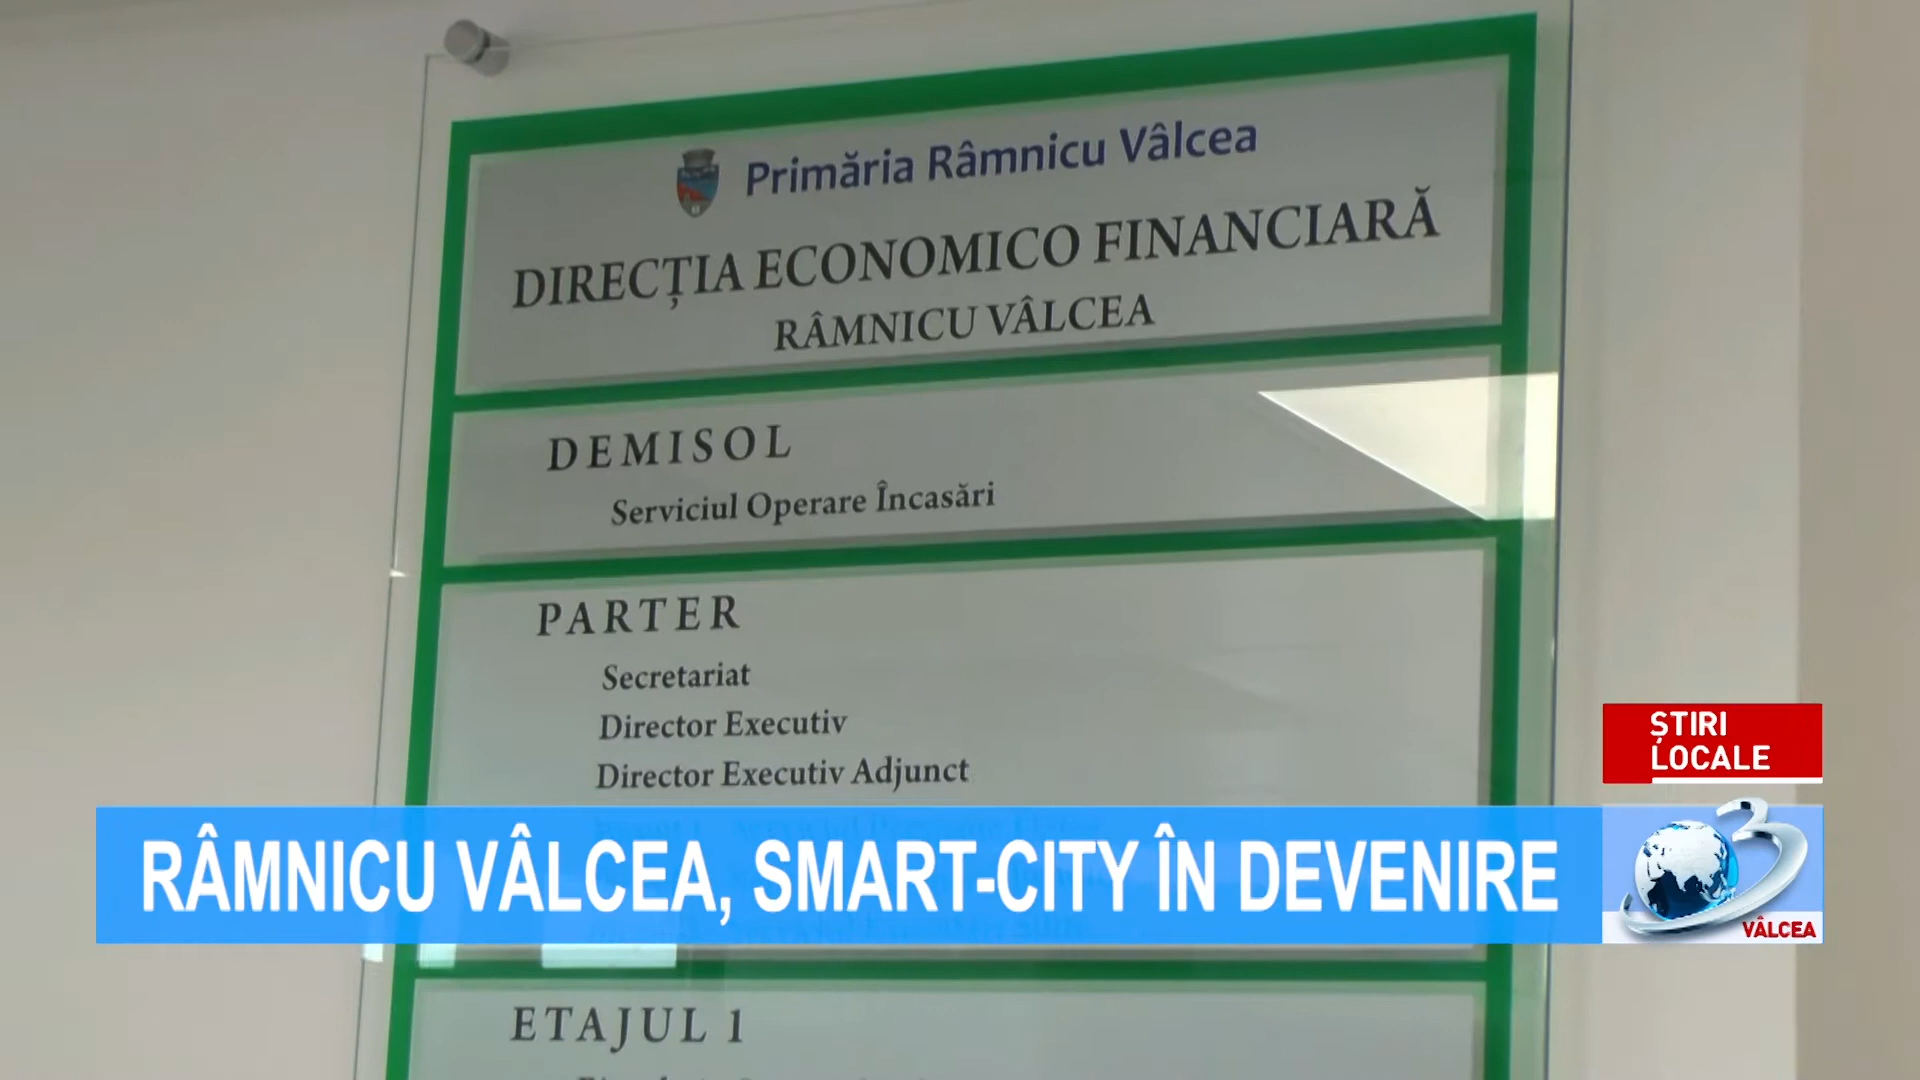 Primăria Râmnicu Vâlcea
DIRECȚIA ECONOMICO FINANCIARĂ
RÂMNICU VÂLCEA
DEMISOL
Serviciul Operare Încasări
PARTER
Secretariat
Director Executiv
Director Executiv Adjunct
ȘTIRI
LOCALE
RÂMNICU VÂLCEA, SMART-CITY ÎN DEVENIRE
3
VÂLCEA
ETAJUL 1